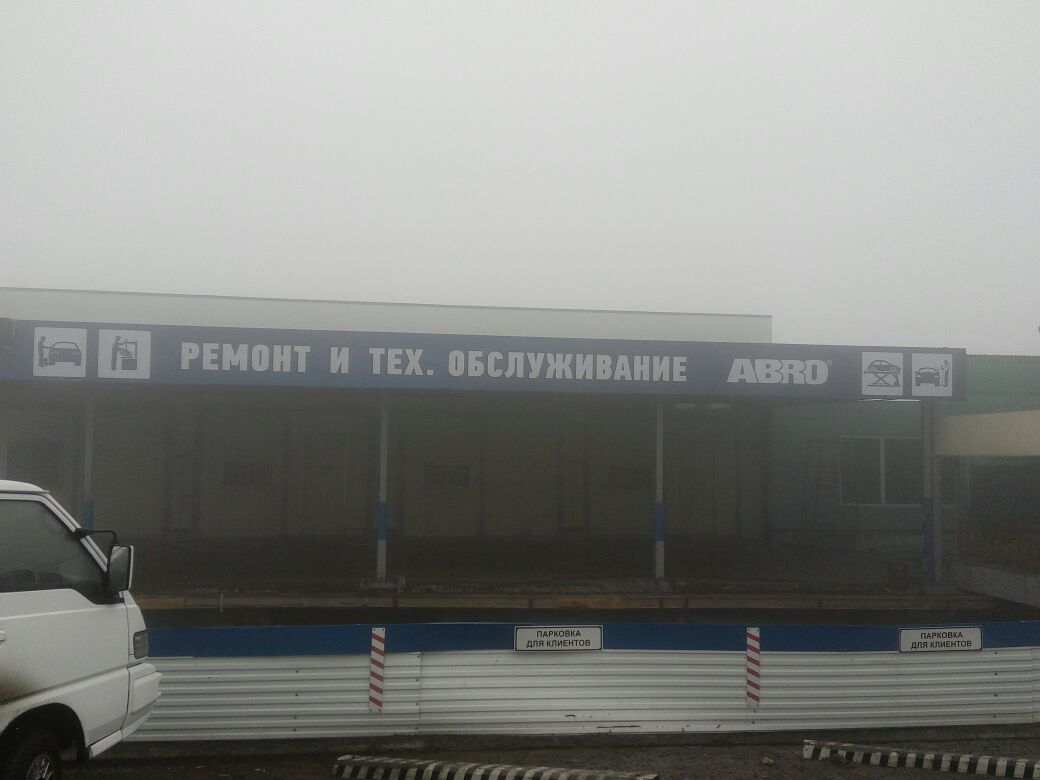 РЕМОНТ И ТЕХ. ОБСЛУЖИВАНИЕ ABRO®
ПАРКОВКА
ДЛЯ КЛИЕНТОВ
ПАРКОВКА
ДЛЯ КЛИЕНТОВ